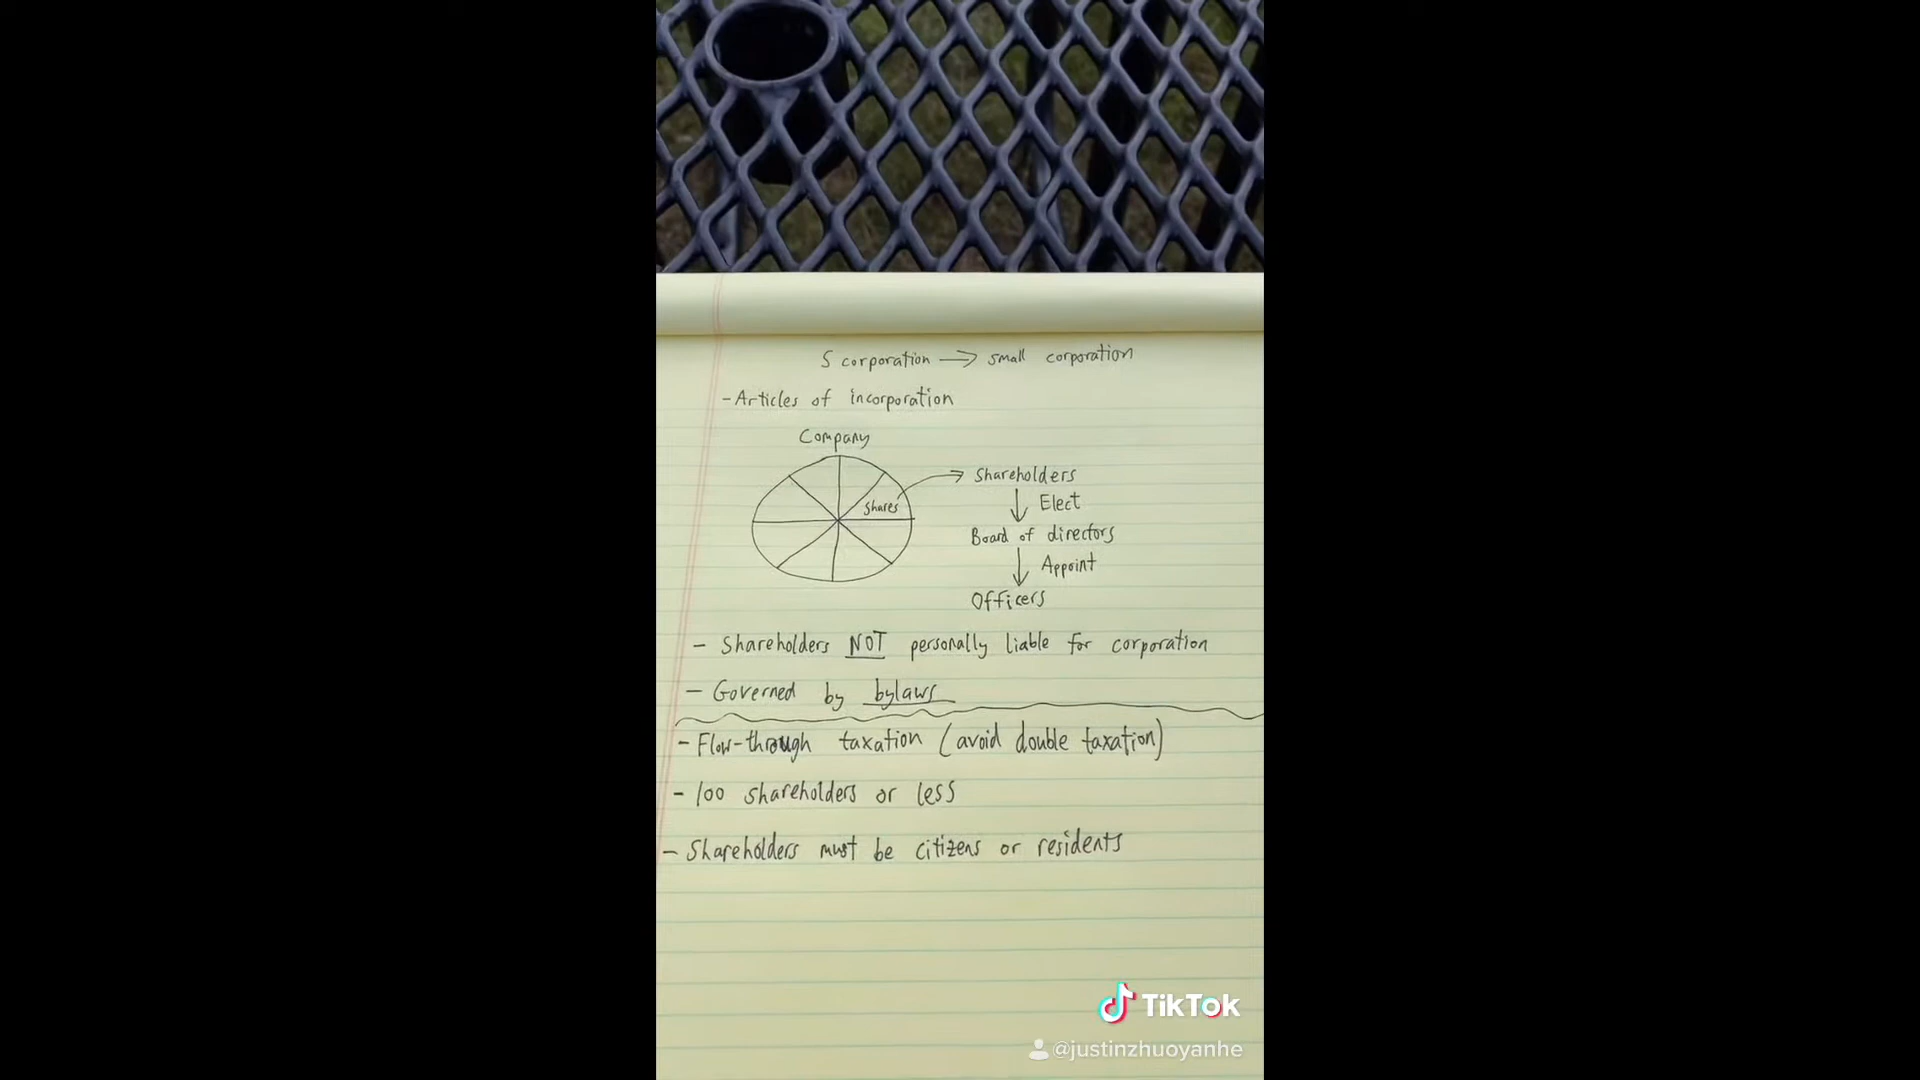 S corporation → small corporation
- Articles of incorporation
Company
Shares
Shareholders
Elect
Board of directors
Appoint
Officers
- Shareholders NOT personally liable for corporation
- Governed by bylaws
- Flow-through taxation (avoid double taxation)
- 100 shareholders or less
- Shareholders must be citizens or residents
TikTok
@justinzhuoyanhe